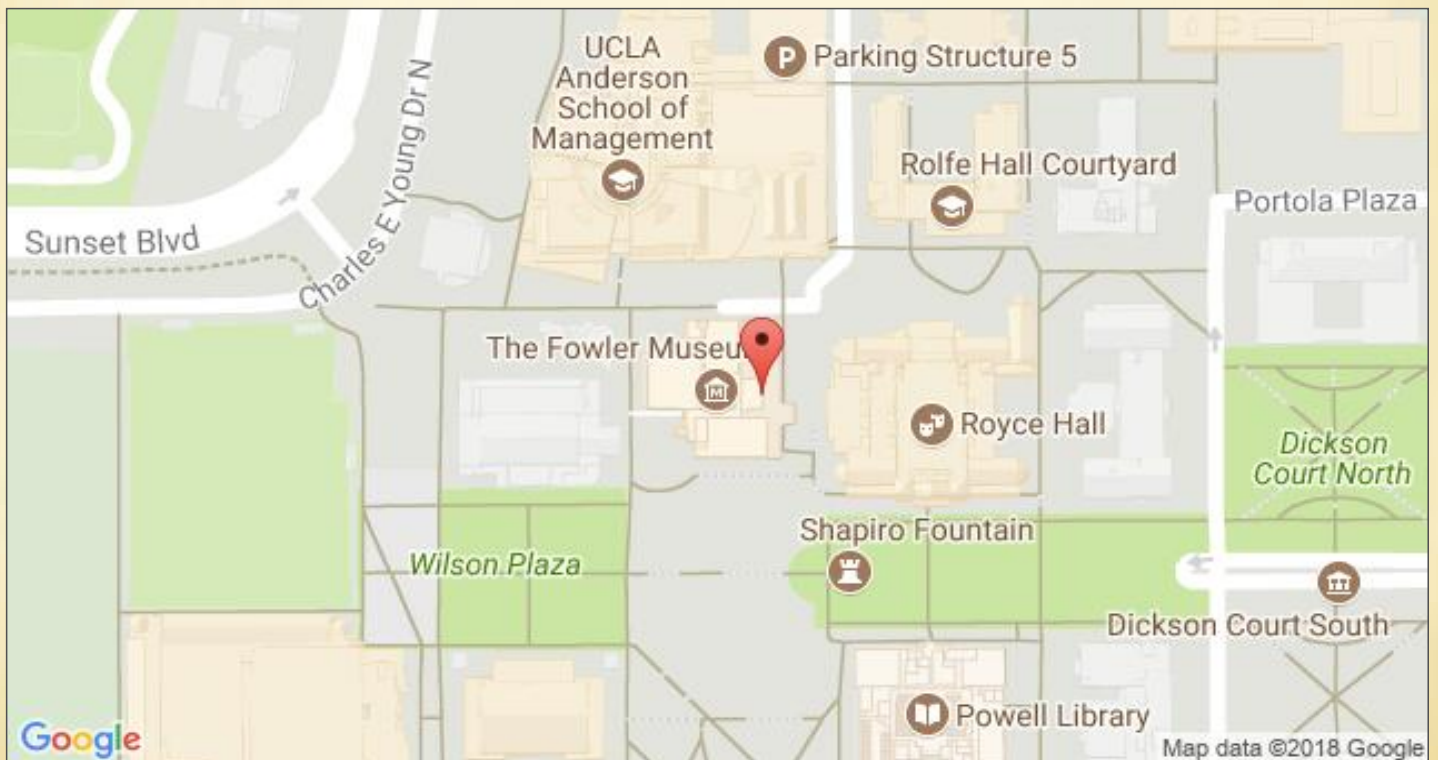 UCLA
Anderson
School of
Management
Parking Structure 5
Charles E Young Dr N
Rolfe Hall Courtyard
Portola Plaza
Sunset Blvd
The Fowler
Royce Hall
Dickson
Court North
Shapiro Fountain
Wilson Plaza
Dickson Court South
Powell Library
Google
Map data ©2018 Google